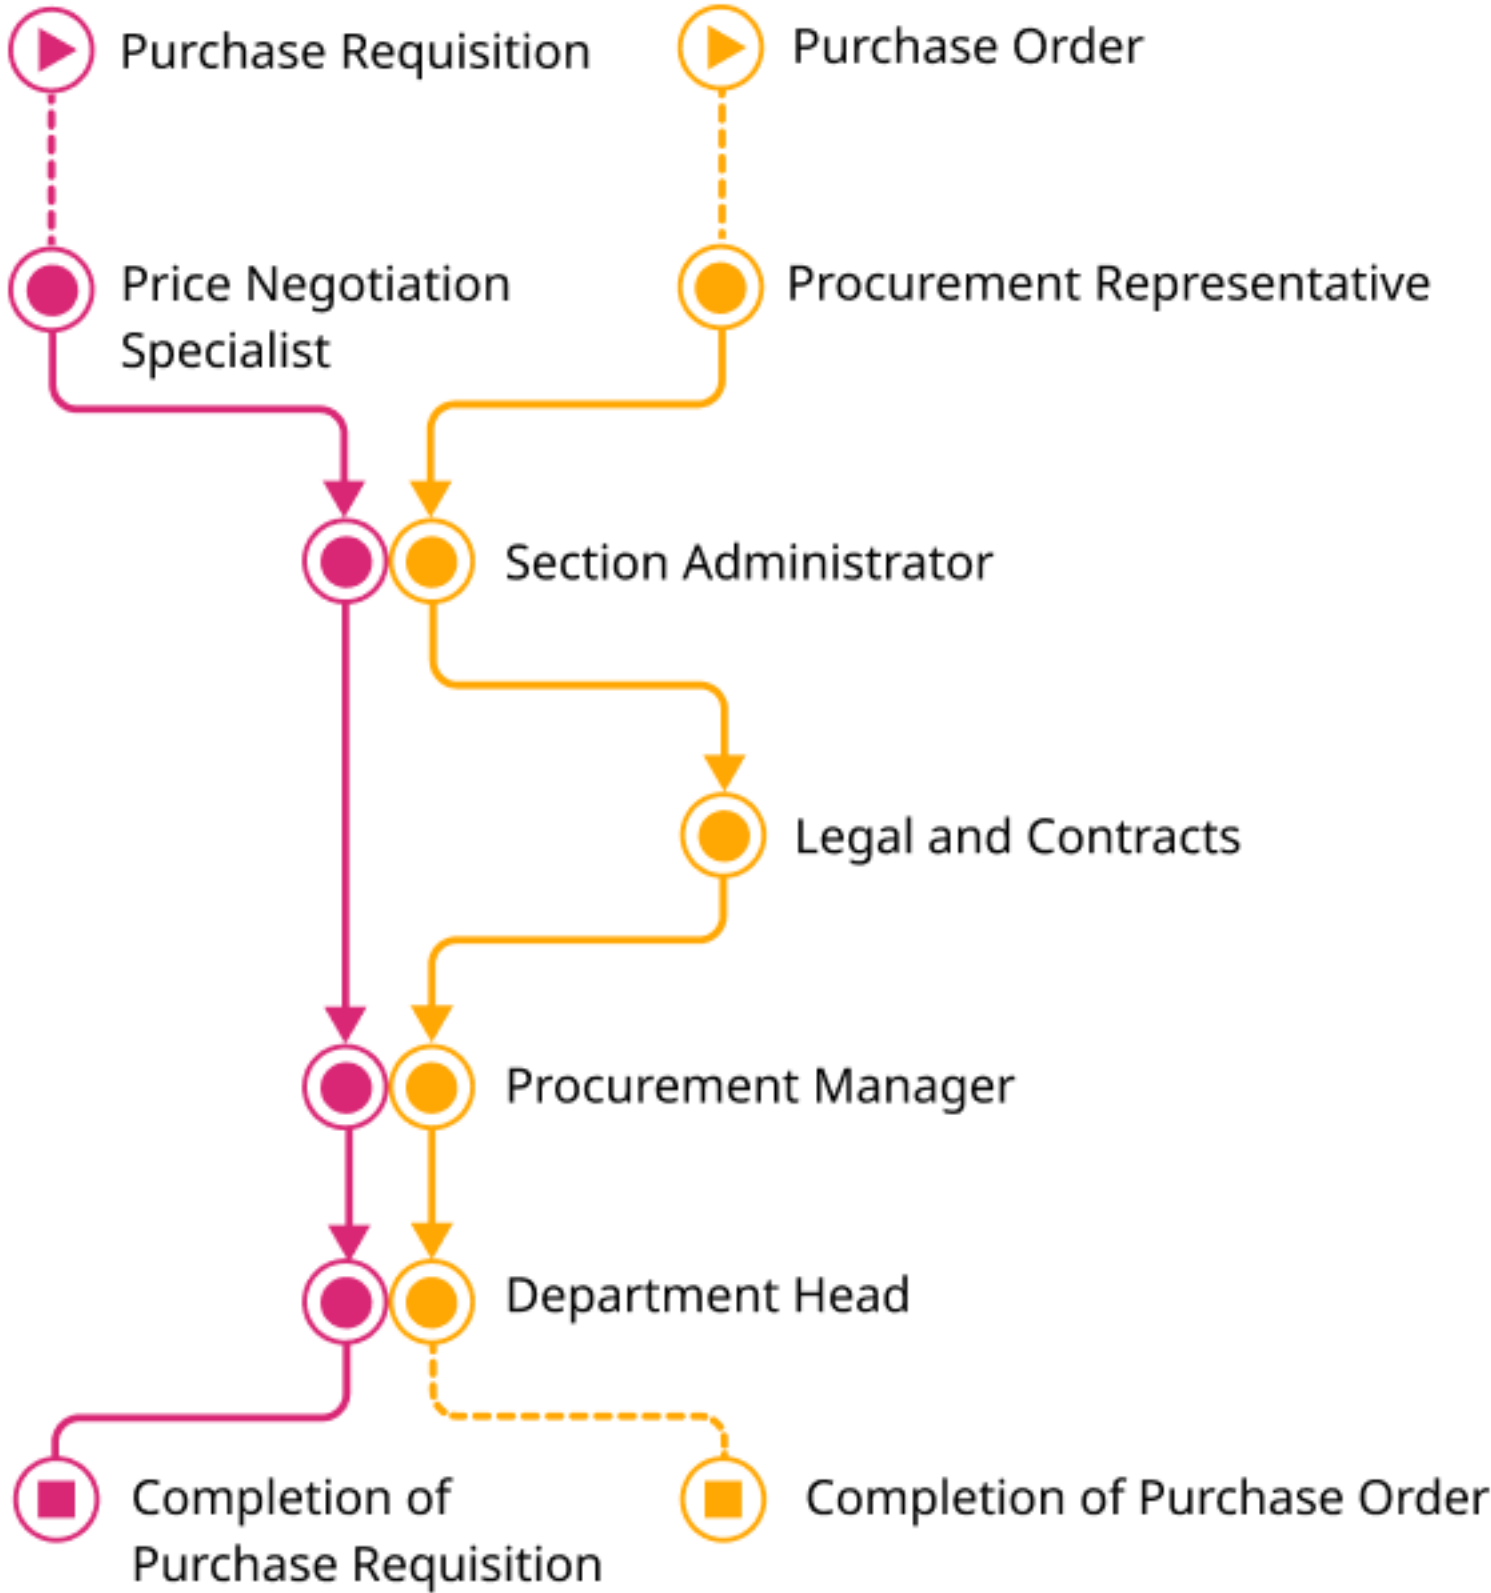 Purchase Requisition
Purchase Order
Price Negotiation
Specialist
Procurement Representative
Section Administrator
Legal and Contracts
Procurement Manager
Department Head
Completion of
Purchase Requisition
Completion of Purchase Order